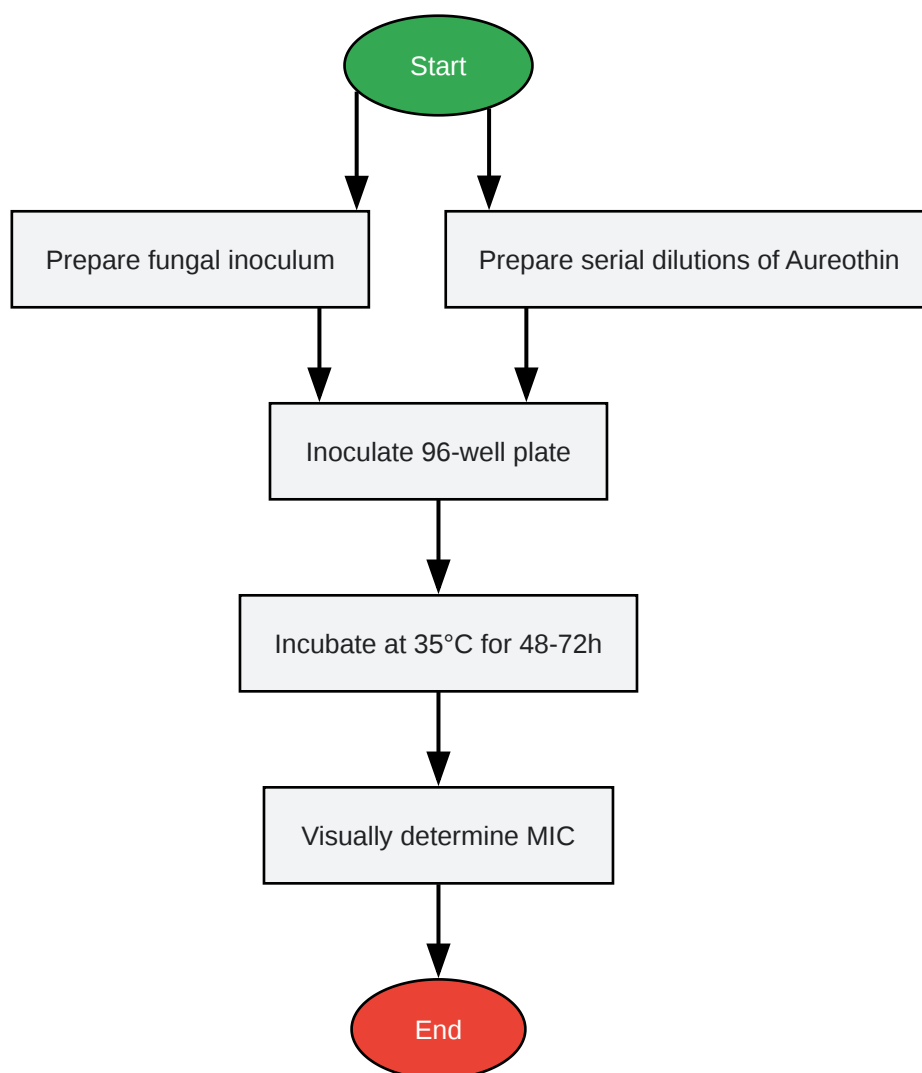 Start
Prepare fungal inoculum
Prepare serial dilutions of Aureothin
Inoculate 96-well plate
Incubate at 35°C for 48-72h
Visually determine MIC
End